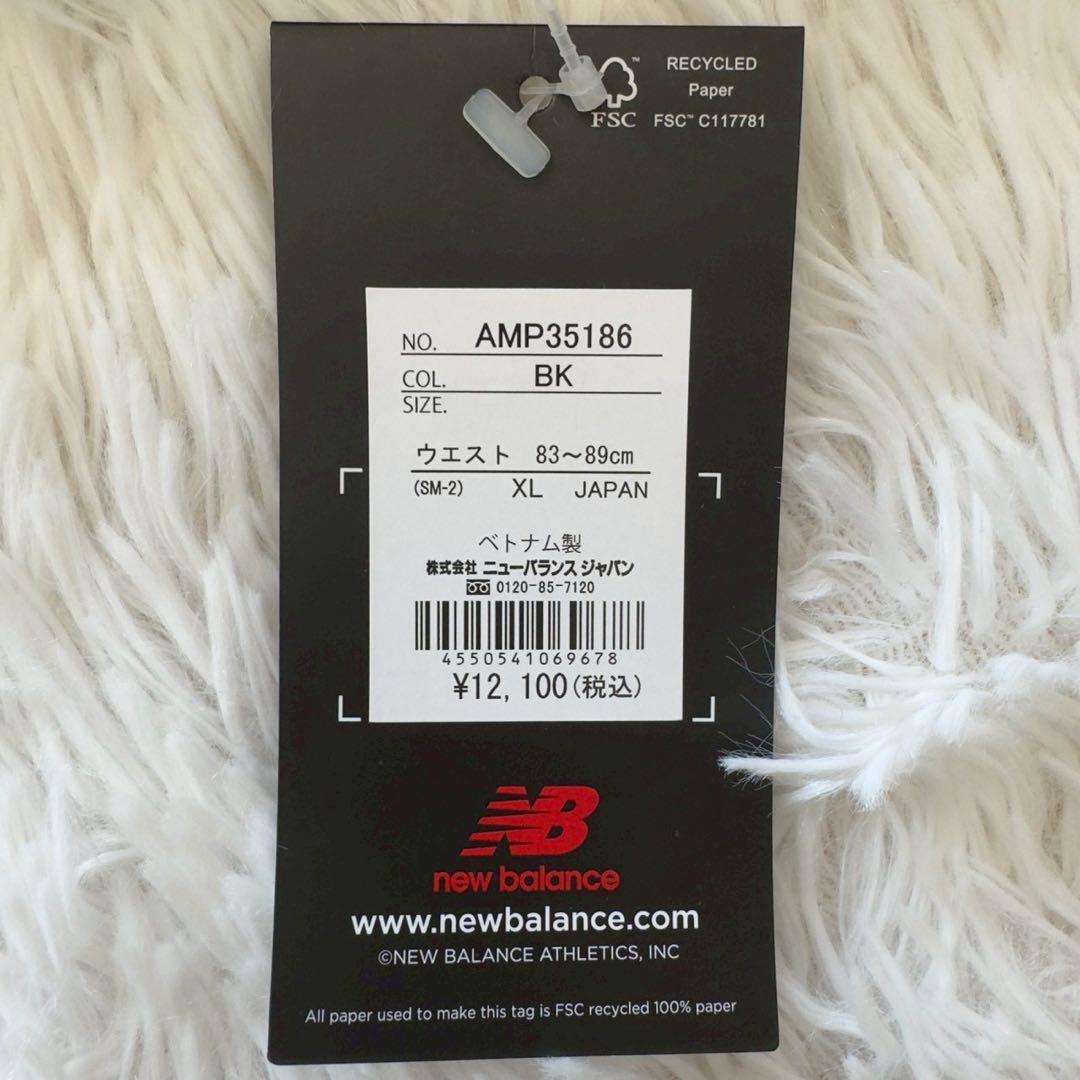 RECYCLED
Paper
FSC™ C117781
FSC
NO. AMP35186
COL. BK
SIZE.
ウエスト 83～89cm
(SM-2) XL JAPAN
ベトナム製
株式会社 ニューバランス ジャパン
0120-85-7120
4550541069678
¥12,100(税込)
NB
new balance
www.newbalance.com
©NEW BALANCE ATHLETICS, INC
All paper used to make this tag is FSC recycled 100% paper